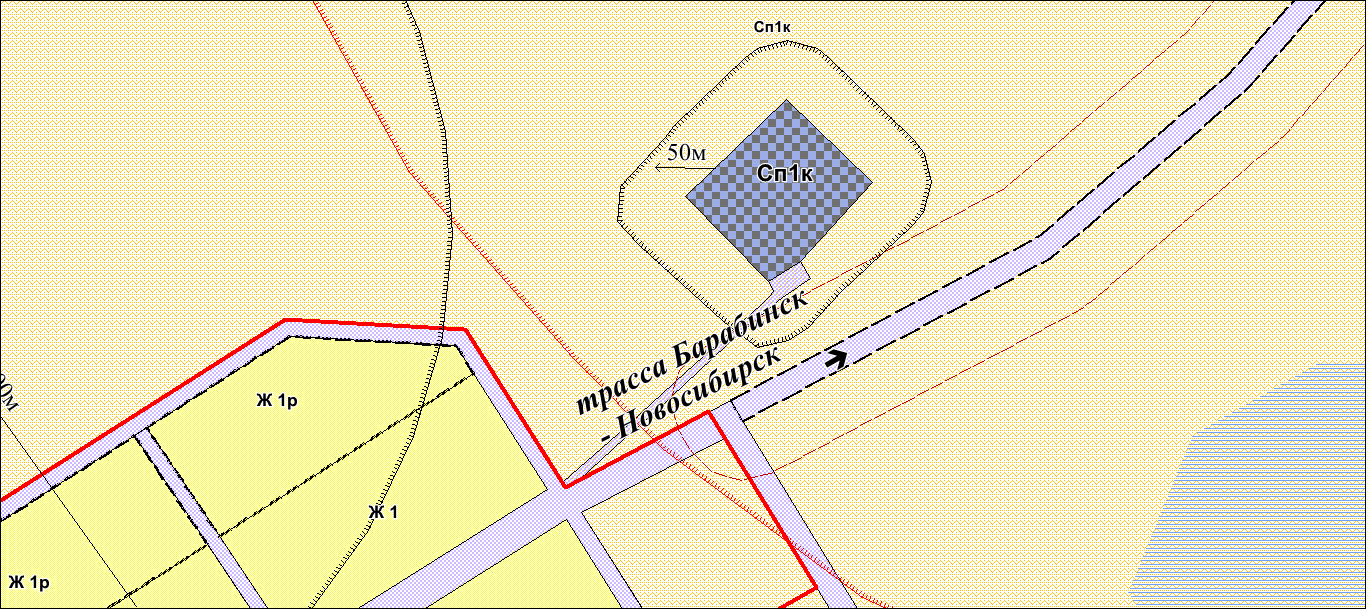 Сп1к
50м
Сп1к
трасса Барабинск
- Новосибирск
Ж 1р
Ж 1
Ж 1р